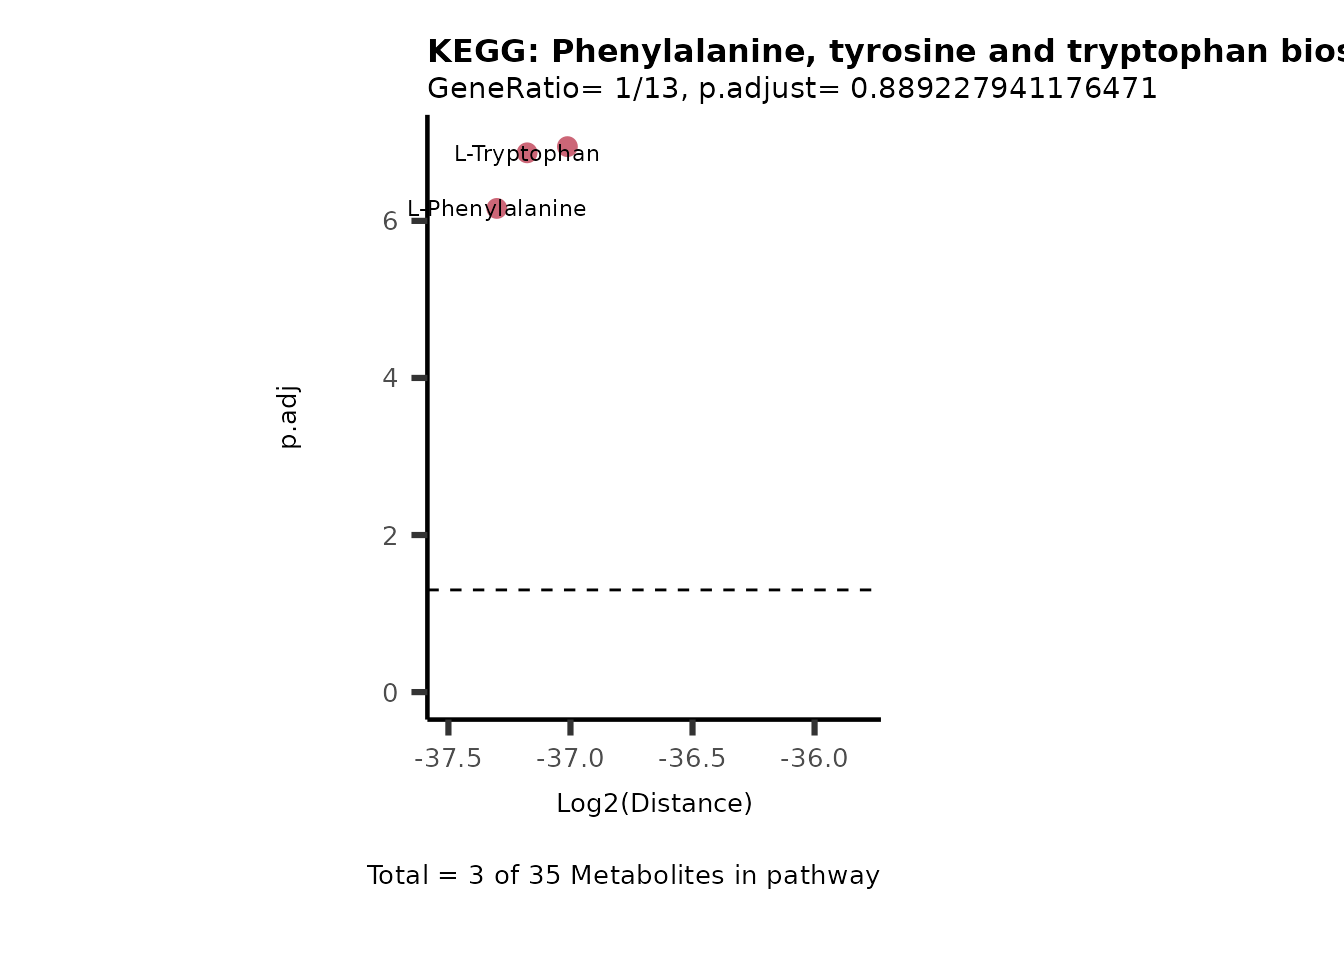 KEGG: Phenylalanine, tyrosine and tryptophan bios
GeneRatio= 1/13, p.adjust= 0.889227941176471
L-Tryptophan
L-Phenylalanine
6
4
2
0
p.adj
-37.5 -37.0 -36.5 -36.0
Log2(Distance)
Total = 3 of 35 Metabolites in pathway